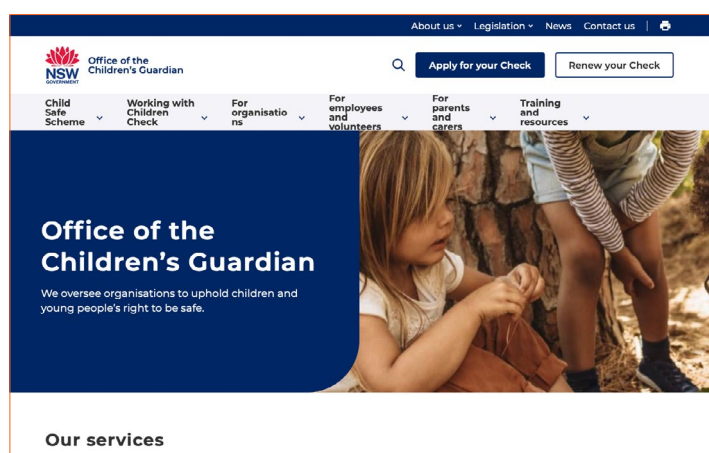 About us Legislation News Contact us
NSW
GOVERNMENT
Office of the
Children's Guardian
Apply for your Check
Renew your Check
Child
Safe
Scheme
Working with
Children
Check
For
organisatio
ns
For
employees
and
volunteers
For
parents
and
carers
Training
and
resources
Office of the
Children's Guardian
We oversee organisations to uphold children and
young people's right to be safe.
Our services